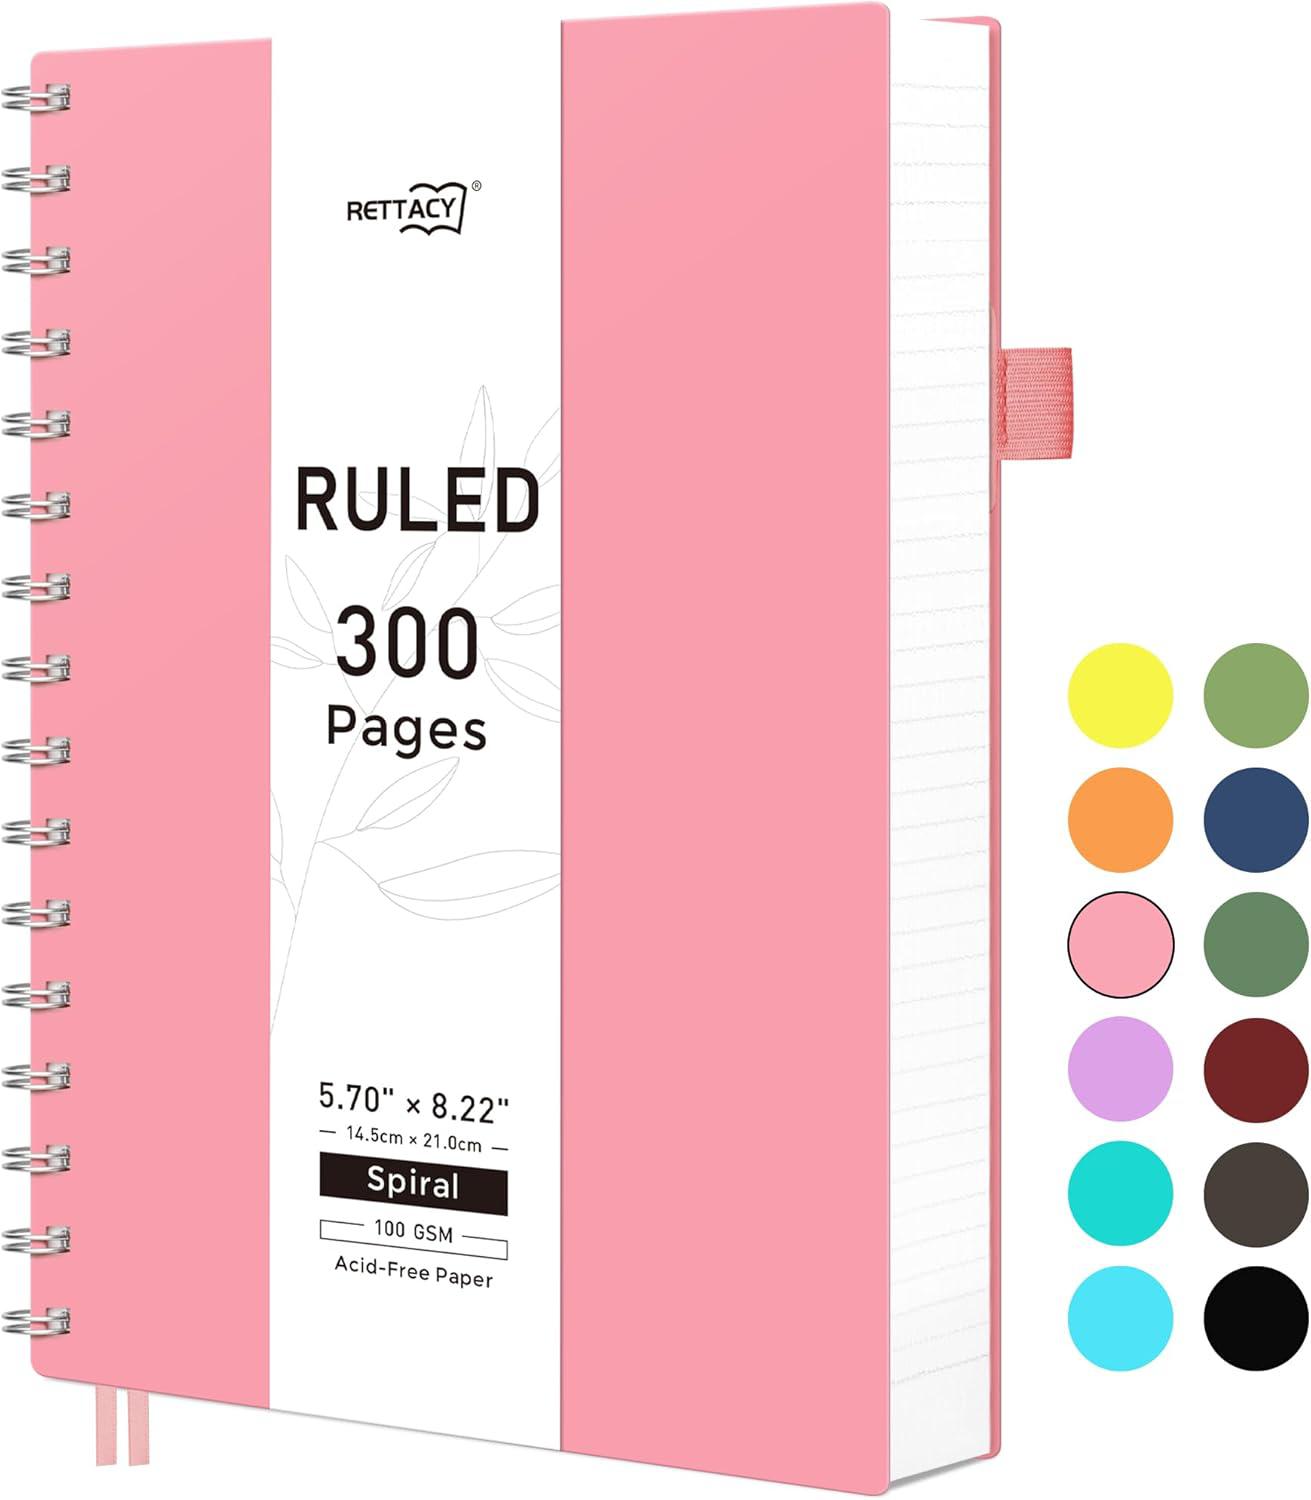 RETTACY®
RULED
300
Pages
5.70" × 8.22"
14.5cm × 21.0cm
Spiral
100 GSM
Acid-Free Paper